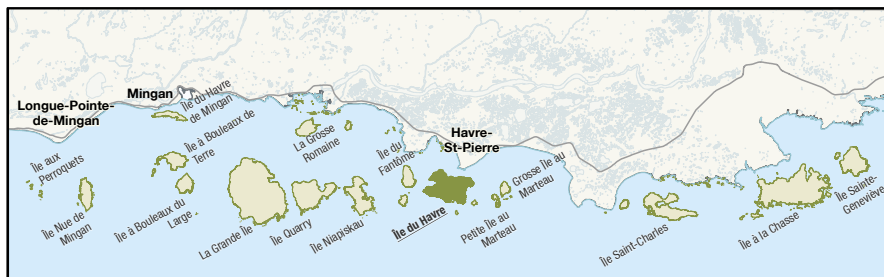 Longue-Pointe-
de-Mingan
Mingan
Île du Havre
de Mingan
Île aux
Perroquets
Île Nue de
Mingan
Île à Bouleaux de
Terre
Île à Bouleaux du
Large
La Grosse
Romaine
La Grande Île
Île Quarry
Île Niapiskau
Île du
Fantôme
Havre-
St-Pierre
Île du Havre
Grosse Île au
Marteau
Petite Île au
Marteau
Île Saint-Charles
Île à la Chasse
Île Sainte-
Geneviève